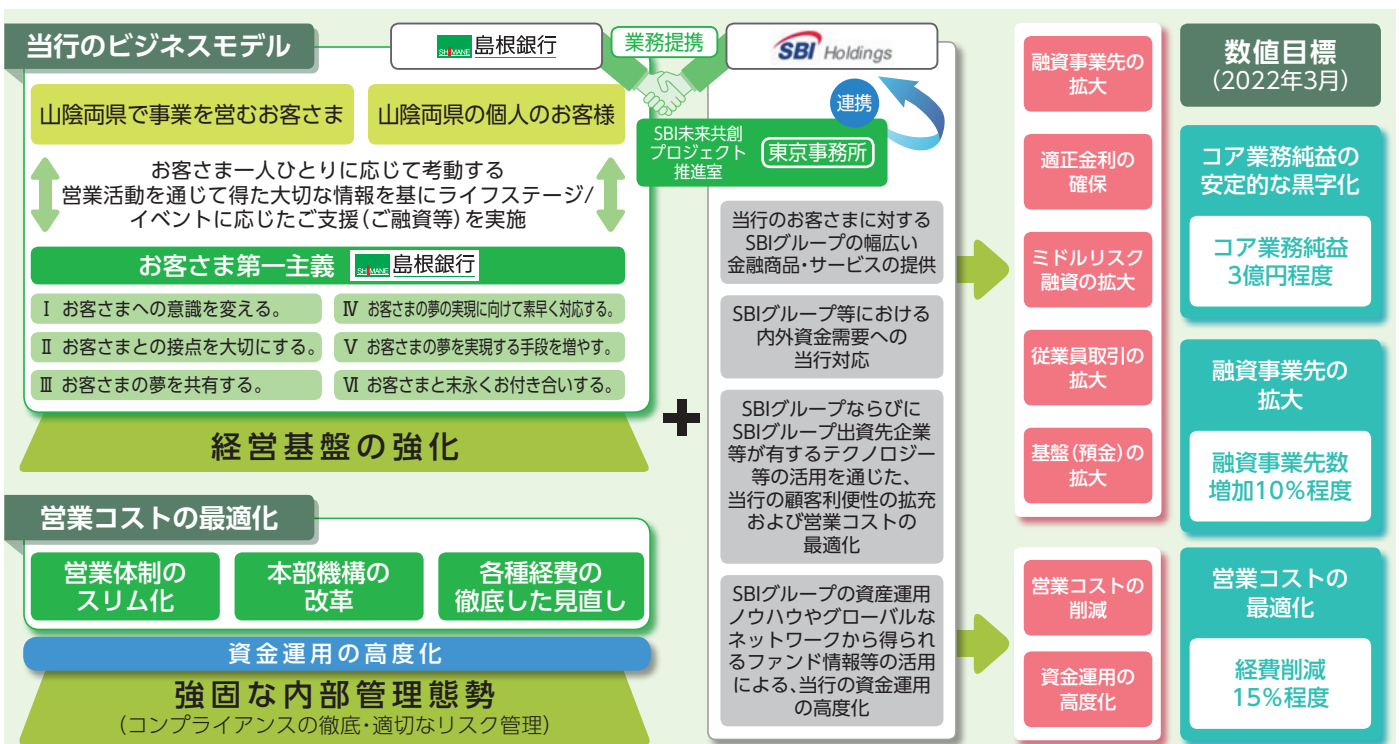 当行のビジネスモデル
SHIMANE 島根銀行
業務提携
SBI Holdings
山陰両県で事業を営むお客さま
山陰両県の個人のお客様
お客さま一人ひとりに応じて考動する
営業活動を通じて得た大切な情報を基にライフステージ/
イベントに応じたご支援(ご融資等)を実施
お客さま第一主義 SHIMANE 島根銀行
Ⅰ お客さまへの意識を変える。
Ⅱ お客さまとの接点を大切にする。
Ⅲ お客さまの夢を共有する。
Ⅳ お客さまの夢の実現に向けて素早く対応する。
Ⅴ お客さまの夢を実現する手段を増やす。
Ⅵ お客さまと末永くお付き合いする。
経営基盤の強化
営業コストの最適化
営業体制の
スリム化
本部機構の
改革
各種経費の
徹底した見直し
資金運用の高度化
強固な内部管理態勢
(コンプライアンスの徹底・適切なリスク管理)
+
連携
SBI未来共創
プロジェクト
推進室
東京事務所
当行のお客さまに対する
SBIグループの幅広い
金融商品・サービスの提供
SBIグループ等における
内外資金需要への
当行対応
SBIグループならびに
SBIグループ出資先企業
等が有するテクノロジー
等の活用を通じた、
当行の顧客利便性の拡充
および営業コストの
最適化
SBIグループの資産運用
ノウハウやグローバルな
ネットワークから得られ
るファンド情報等の活用
による、当行の資金運用
の高度化
融資事業先の
拡大
適正金利の
確保
ミドルリスク
融資の拡大
従業員取引の
拡大
基盤(預金)の
拡大
営業コストの
削減
資金運用の
高度化
数値目標
(2022年3月)
コア業務純益の
安定的な黒字化
コア業務純益
3億円程度
融資事業先の
拡大
融資事業先数
増加10%程度
営業コストの
最適化
経費削減
15%程度